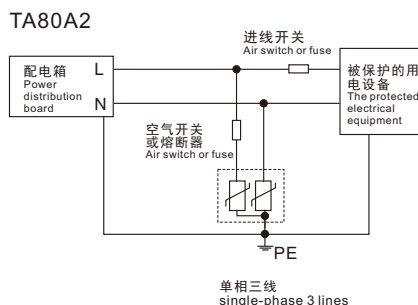 TA80A2
进线开关
Air switch or fuse
配电箱
Power
distribution
board
L
N
被保护的用
电设备
The protected
electrical
equipment
空气开关
或熔断器
Air switch or fuse
PE
单相三线
single-phase 3 lines